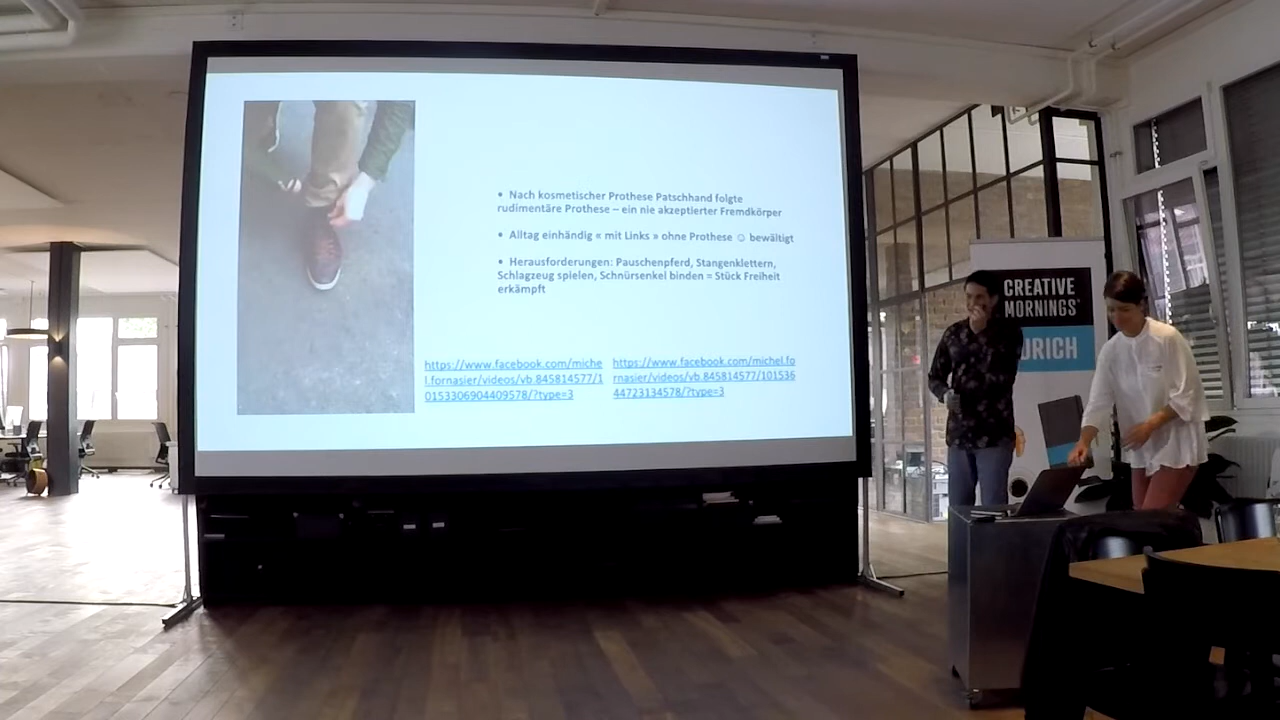 • Nach kosmetischer Prothese Patschhand folgte
rudimentäre Prothese – ein nie akzeptierter Fremdkörper
• Alltag einhändig « mit Links » ohne Prothese ☺ bewältigt
• Herausforderungen: Pauschenpferd, Stangenklettern,
Schlagzeug spielen, Schnürsenkel binden = Stück Freiheit
erkämpft
https://www.facebook.com/miche
l.fornasier/videos/vb.845814577/1
0153306904409578/?type=3
https://www.facebook.com/michel.fo
rnasier/videos/vb.845814577/101536
44723134578/?type=3
CREATIVE
MORNINGS*
URICH